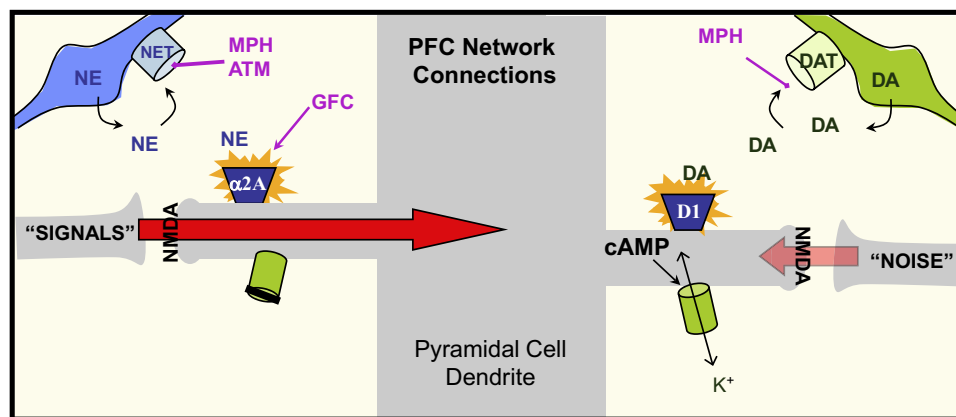 PFC Network
Connections
NET
MPH
ATM
NE
NE
GFC
NE
α2A
"SIGNALS"
NMDA
MPH
DAT
DA
DA
DA
DA
D1
cAMP
NMDA
"NOISE"
K⁺
Pyramidal Cell
Dendrite